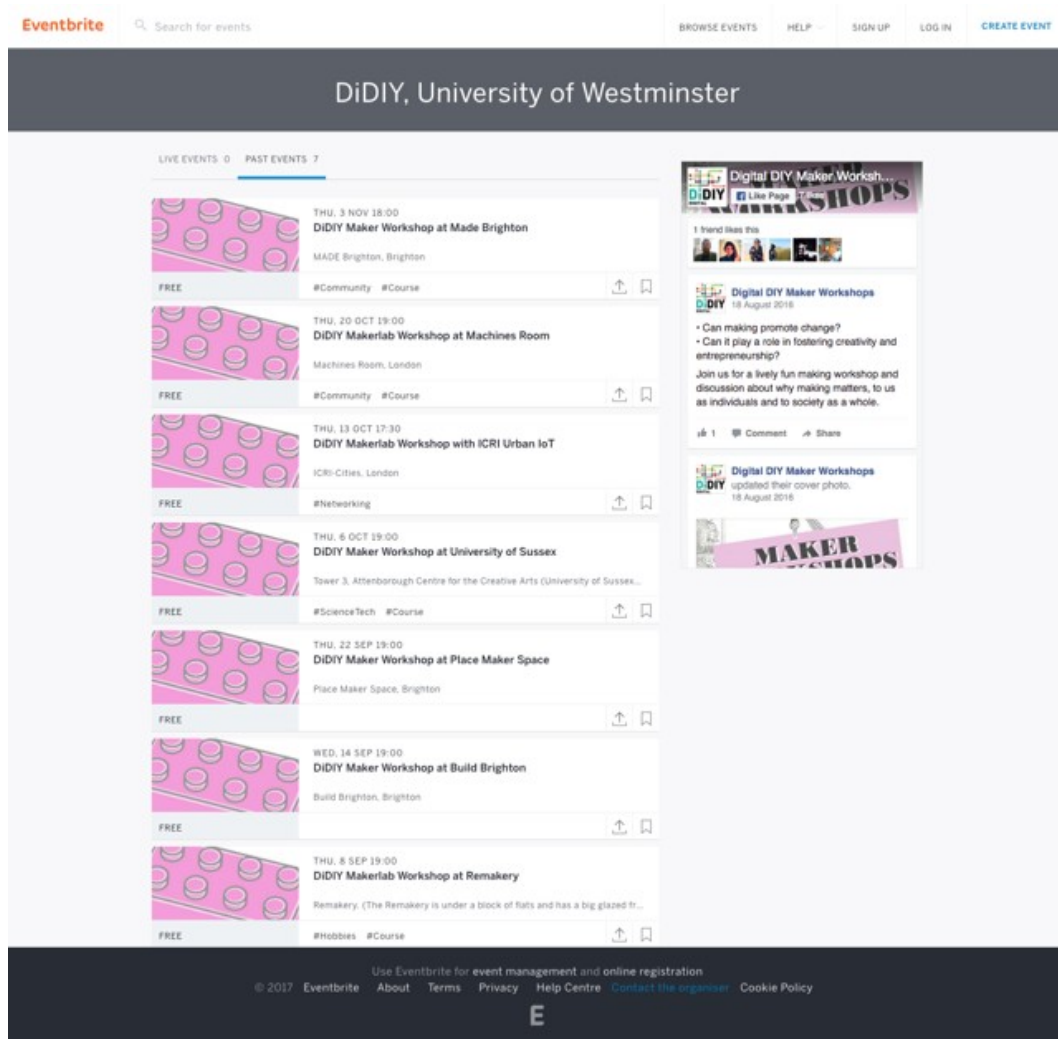 Eventbrite
Search for events
BROWSE EVENTS
HELP
SIGN UP
LOG IN
CREATE EVENT
DiDIY, University of Westminster
LIVE EVENTS 0
PAST EVENTS 7
THU, 3 NOV 18:00
DiDIY Maker Workshop at Made Brighton
MADE Brighton, Brighton
FREE
#Community #Course
THU, 20 OCT 19:00
DiDIY Makerlab Workshop at Machines Room
Machines Room, London
FREE
#Community #Course
THU, 13 OCT 17:30
DiDIY Makerlab Workshop with ICRI Urban IoT
ICRI-Cities, London
FREE
#Networking
THU, 6 OCT 19:00
DiDIY Maker Workshop at University of Sussex
Tower 3, Attenborough Centre for the Creative Arts (University of Sussex...
FREE
#ScienceTech #Course
THU, 22 SEP 19:00
DiDIY Maker Workshop at Place Maker Space
Place Maker Space, Brighton
FREE
WED, 14 SEP 19:00
DiDIY Maker Workshop at Build Brighton
Build Brighton, Brighton
FREE
THU, 8 SEP 19:00
DiDIY Makerlab Workshop at Remakery
Remakery. (The Remakery is under a block of flats and has a big glazed fr...
FREE
#Hobbies #Course
Digital DIY Maker Worksh...
DiDIY
Like Page
WORKSHOPS
1 friend likes this
DiDIY
Digital DIY Maker Workshops
18 August 2016
• Can making promote change?
• Can it play a role in fostering creativity and
entrepreneurship?
Join us for a lively fun making workshop and
discussion about why making matters, to us
as individuals and to society as a whole.
1 Comment Share
DiDIY
Digital DIY Maker Workshops
updated their cover photo.
18 August 2016
MAKER
WORKSHOPS
Use Eventbrite for event management and online registration
© 2017 Eventbrite About Terms Privacy Help Centre Contact the organiser Cookie Policy
E